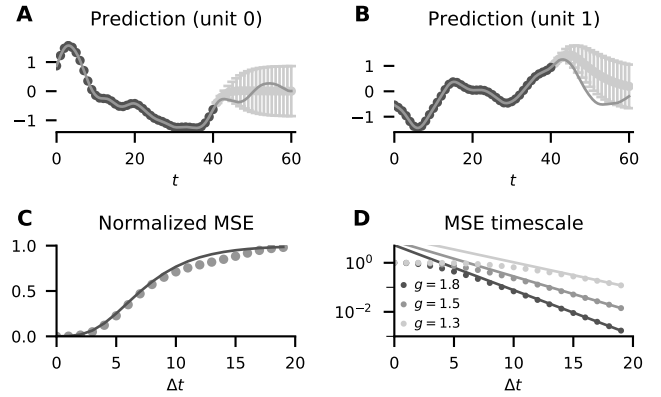 A
Prediction (unit 0)
1
0
−1
0
20
40
60
t
B
Prediction (unit 1)
1
0
−1
0
20
40
60
t
C
Normalized MSE
1.0
0.5
0.0
0
5
10
15
20
Δt
D
MSE timescale
10⁰
10⁻²
g = 1.8
g = 1.5
g = 1.3
0
5
10
15
20
Δt